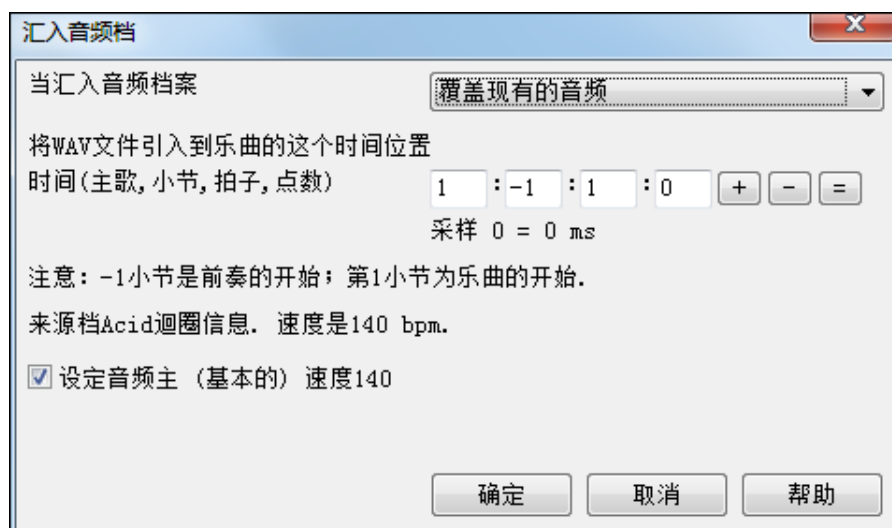 汇入音频档
当汇入音频档案 覆盖现有的音频
将WAV文件引入到乐曲的这个时间位置
时间(主歌,小节,拍子,点数) 1 :-1 :1 :0 + - =
采样 0 = 0 ms
注意: -1小节是前奏的开始; 第1小节为乐曲的开始.
来源档Acid迴圈信息. 速度是140 bpm.
设定音频主 (基本的) 速度140
确定 取消 帮助